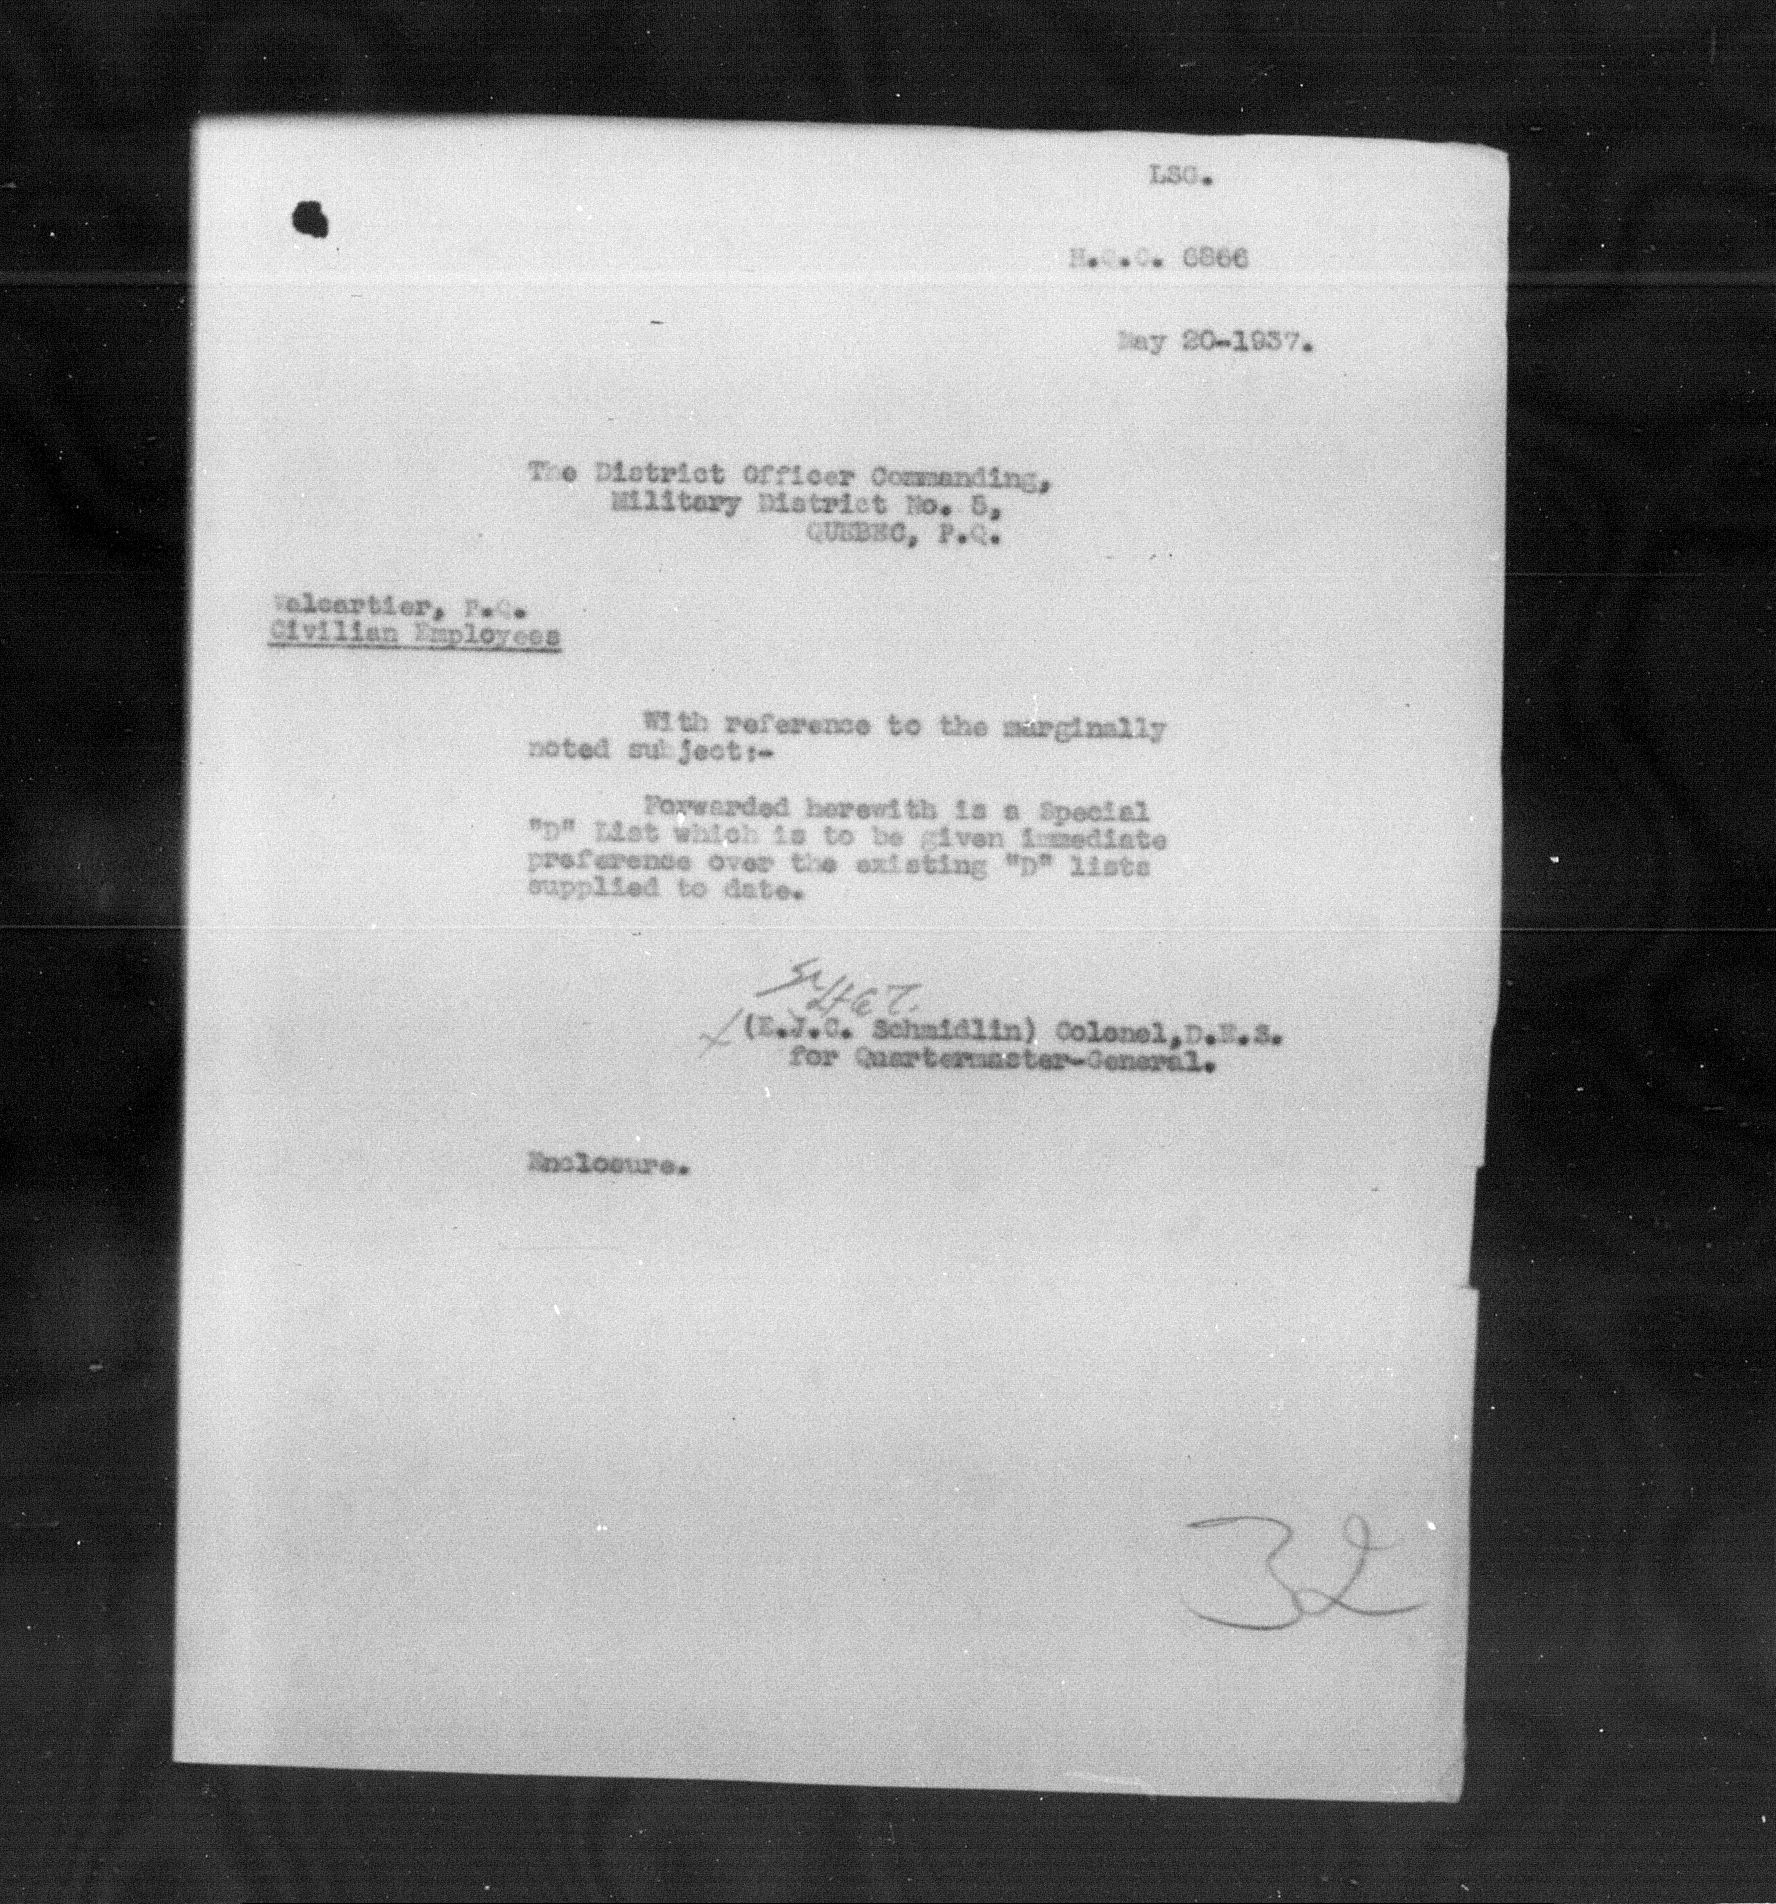 LSG.
H.Q.C. 6866
May 20-1937.
The District Officer Commanding,
Military District No. 5,
QUEBEC, P.Q.
Valcartier, P.Q.
Civilian Employees
With reference to the marginally
noted subject:-
Forwarded herewith is a Special
"D" List which is to be given immediate
preference over the existing "D" lists
supplied to date.
(E.J.C. Schmidlin) Colonel,D.E.S.
for Quartermaster-General.
Enclosure.
32